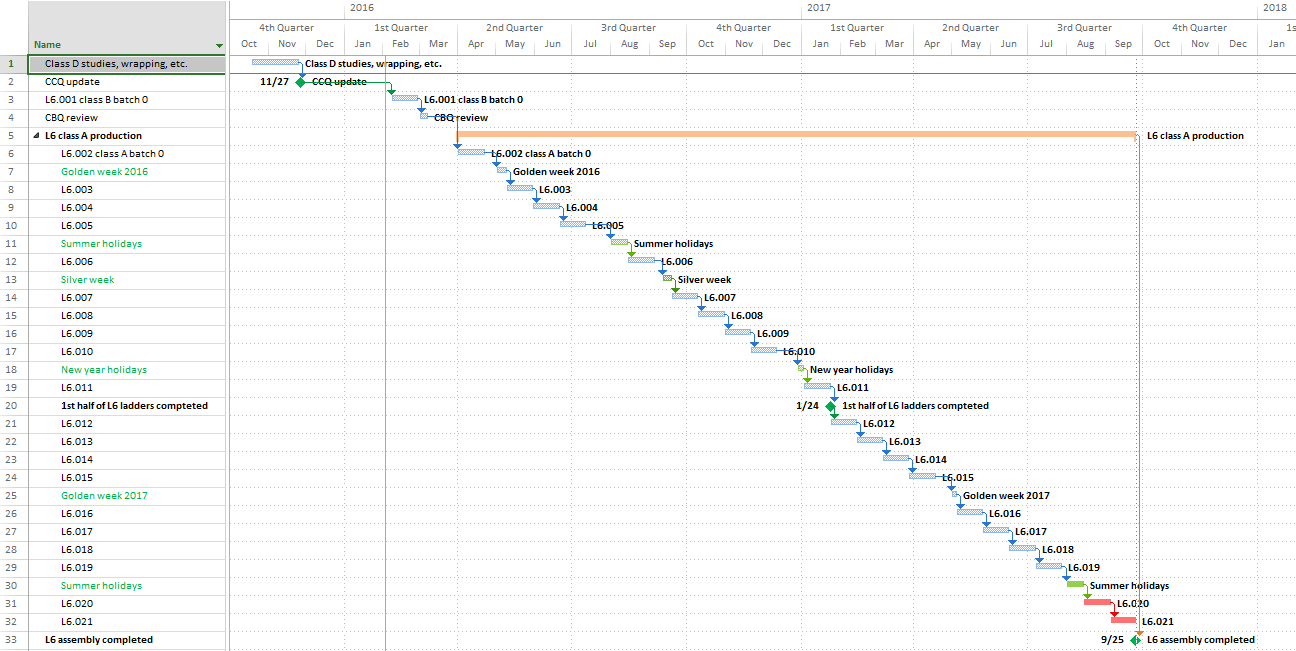 2016 2017 2018
4th Quarter 1st Quarter 2nd Quarter 3rd Quarter 4th Quarter 1st Quarter 2nd Quarter 3rd Quarter 4th Quarter 1s
Name Oct Nov Dec Jan Feb Mar Apr May Jun Jul Aug Sep Oct Nov Dec Jan Feb Mar Apr May Jun Jul Aug Sep Oct Nov Dec Jan
1 Class D studies, wrapping, etc. Class D studies, wrapping, etc.
2 CCQ update 11/27 CCQ update
3 L6.001 class B batch 0 L6.001 class B batch 0
4 CBQ review CBQ review
5 L6 class A production L6 class A production
6 L6.002 class A batch 0 L6.002 class A batch 0
7 Golden week 2016 Golden week 2016
8 L6.003 L6.003
9 L6.004 L6.004
10 L6.005 L6.005
11 Summer holidays Summer holidays
12 L6.006 L6.006
13 Silver week Silver week
14 L6.007 L6.007
15 L6.008 L6.008
16 L6.009 L6.009
17 L6.010 L6.010
18 New year holidays New year holidays
19 L6.011 L6.011
20 1st half of L6 ladders compteted 1/24 1st half of L6 ladders compteted
21 L6.012 L6.012
22 L6.013 L6.013
23 L6.014 L6.014
24 L6.015 L6.015
25 Golden week 2017 Golden week 2017
26 L6.016 L6.016
27 L6.017 L6.017
28 L6.018 L6.018
29 L6.019 L6.019
30 Summer holidays Summer holidays
31 L6.020 L6.020
32 L6.021 L6.021
33 L6 assembly completed 9/25 L6 assembly completed